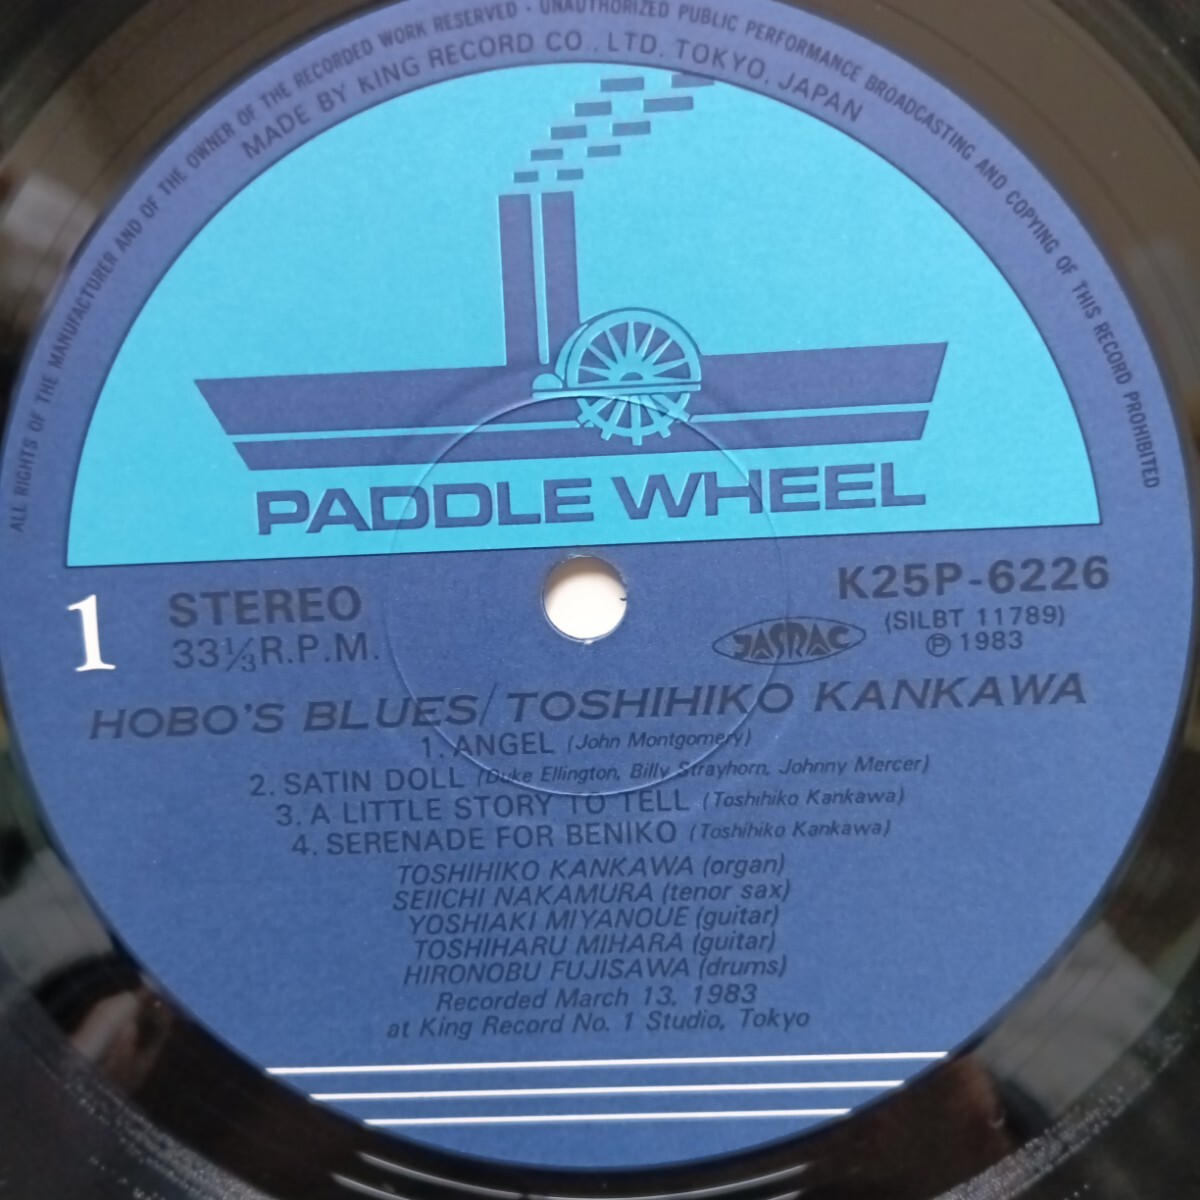 ALL RIGHTS OF THE MANUFACTURER AND OF THE OWNER OF THE RECORDED WORK RESERVED · UNAUTHORIZED PUBLIC PERFORMANCE BROADCASTING AND COPYING OF THIS RECORD PROHIBITED
MADE BY KING RECORD CO., LTD. TOKYO, JAPAN
PADDLE WHEEL
1
STEREO
33⅓ R.P.M.
K25P-6226
(SILBT 11789)
JASRAC
Ⓟ 1983
HOBO'S BLUES/TOSHIHIKO KANKAWA
1. ANGEL (John Montgomery)
2. SATIN DOLL (Duke Ellington, Billy Strayhorn, Johnny Mercer)
3. A LITTLE STORY TO TELL (Toshihiko Kankawa)
4. SERENADE FOR BENIKO (Toshihiko Kankawa)
TOSHIHIKO KANKAWA (organ)
SEIICHI NAKAMURA (tenor sax)
YOSHIAKI MIYANOUE (guitar)
TOSHIHARU MIHARA (guitar)
HIRONOBU FUJISAWA (drums)
Recorded March 13, 1983
at King Record No. 1 Studio, Tokyo